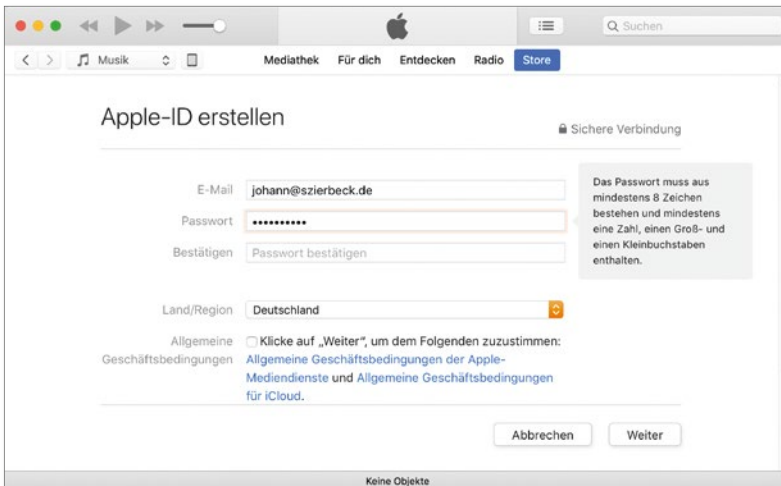 Suchen
Musik
Mediathek Für dich Entdecken Radio Store
Apple-ID erstellen
Sichere Verbindung
E-Mail johann@szierbeck.de
Passwort ••••••••••
Bestätigen Passwort bestätigen
Das Passwort muss aus
mindestens 8 Zeichen
bestehen und mindestens
eine Zahl, einen Groß- und
einen Kleinbuchstaben
enthalten.
Land/Region Deutschland
Allgemeine
Geschäftsbedingungen
Klicke auf „Weiter“, um dem Folgenden zuzustimmen:
Allgemeine Geschäftsbedingungen der Apple-
Mediendienste und Allgemeine Geschäftsbedingungen
für iCloud.
Abbrechen Weiter
Keine Objekte